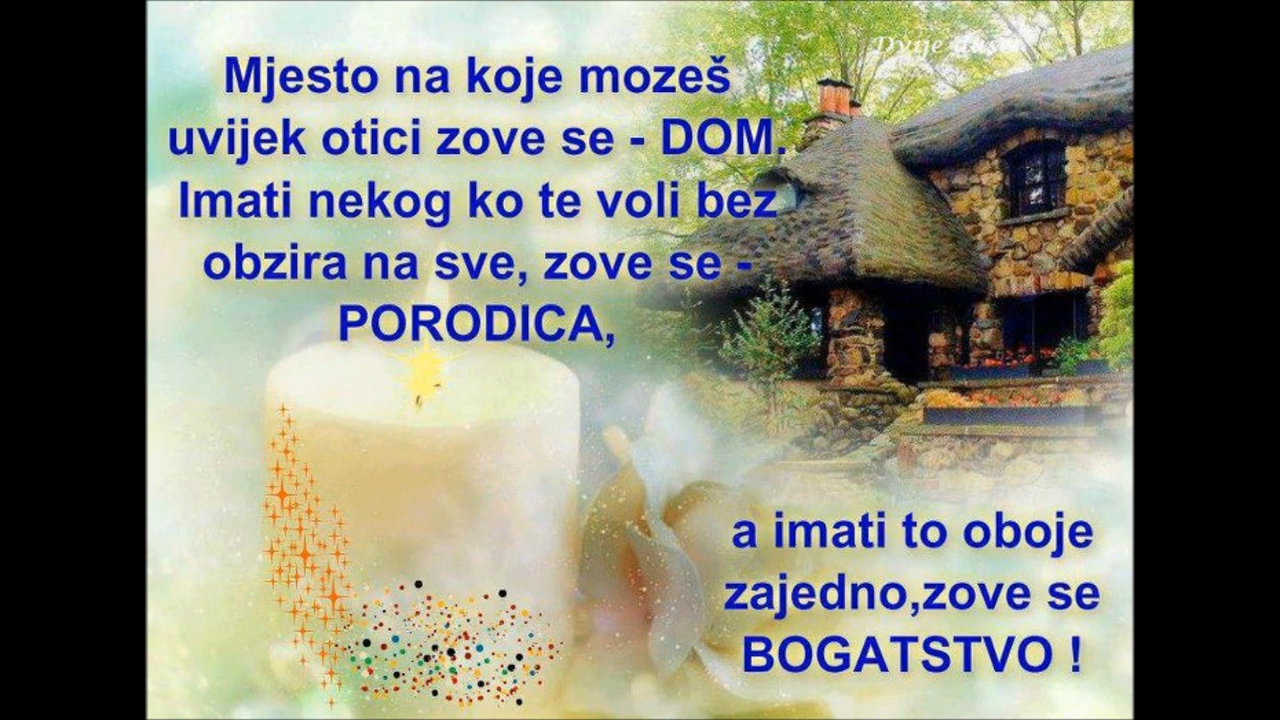 Mjesto na koje mozeš
uvijek otici zove se - DOM.
Imati nekog ko te voli bez
obzira na sve, zove se -
PORODICA,
a imati to oboje
zajedno,zove se
BOGATSTVO !